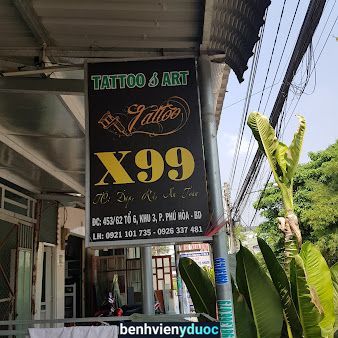 TATTOO & ART
Tattoo
X99
ĐC: 453/62 TỔ 6, KHU 3, P. PHÚ HÒA - BD
LH: 0921 101 735 - 0926 337 481
benhvienyduoc